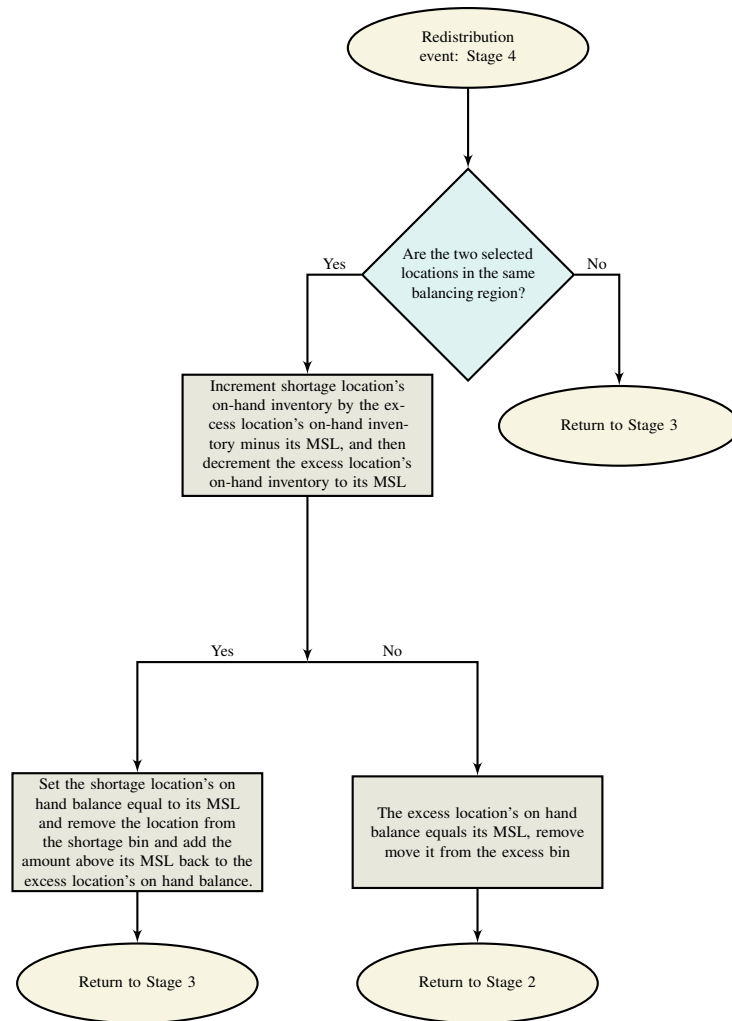 Redistribution
event: Stage 4
Are the two selected
locations in the same
balancing region?
Yes
No
Increment shortage location's
on-hand inventory by the ex-
cess location's on-hand inven-
tory minus its MSL, and then
decrement the excess location's
on-hand inventory to its MSL
Return to Stage 3
Yes
No
Set the shortage location's on
hand balance equal to its MSL
and remove the location from
the shortage bin and add the
amount above its MSL back to the
excess location's on hand balance.
The excess location's on hand
balance equals its MSL, remove
move it from the excess bin
Return to Stage 3
Return to Stage 2